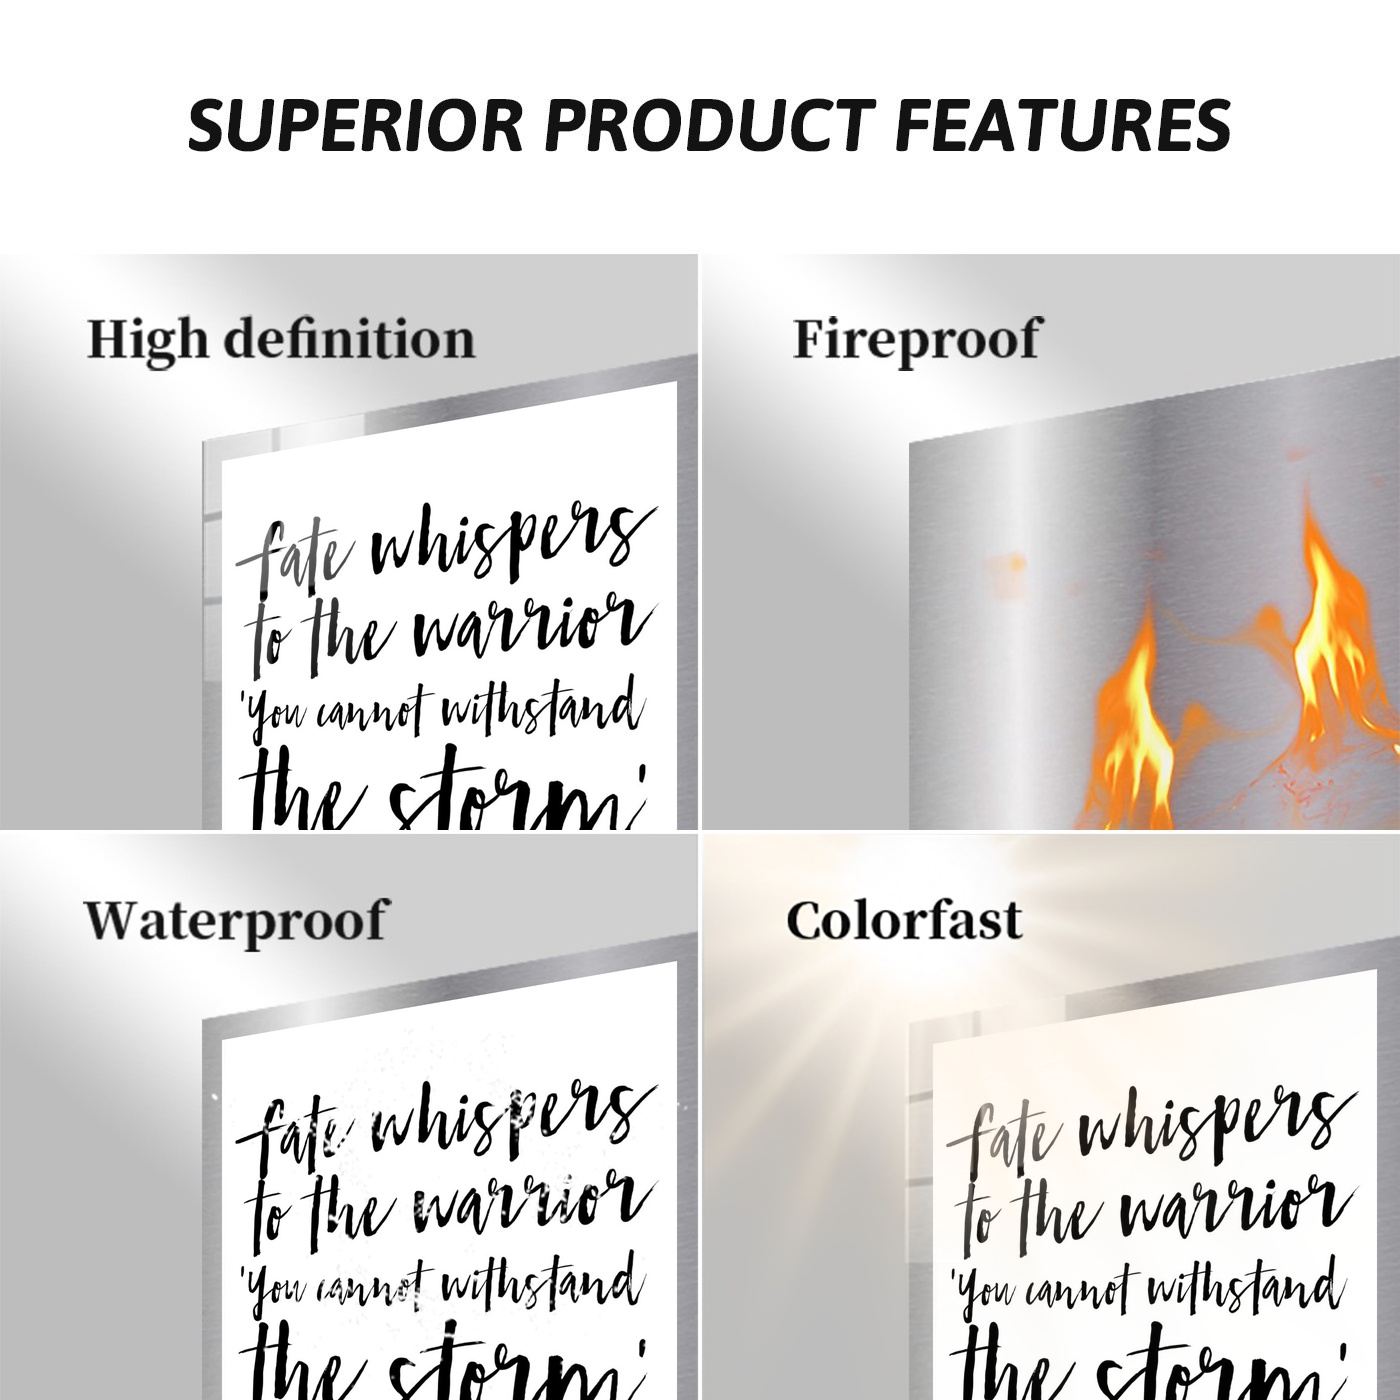 SUPERIOR PRODUCT FEATURES
High definition
fate whispers
to the warrior
'You cannot withstand
the storm'
Fireproof
Waterproof
fate whispers
to the warrior
'You cannot withstand
the storm'
Colorfast
fate whispers
to the warrior
'You cannot withstand
the storm'